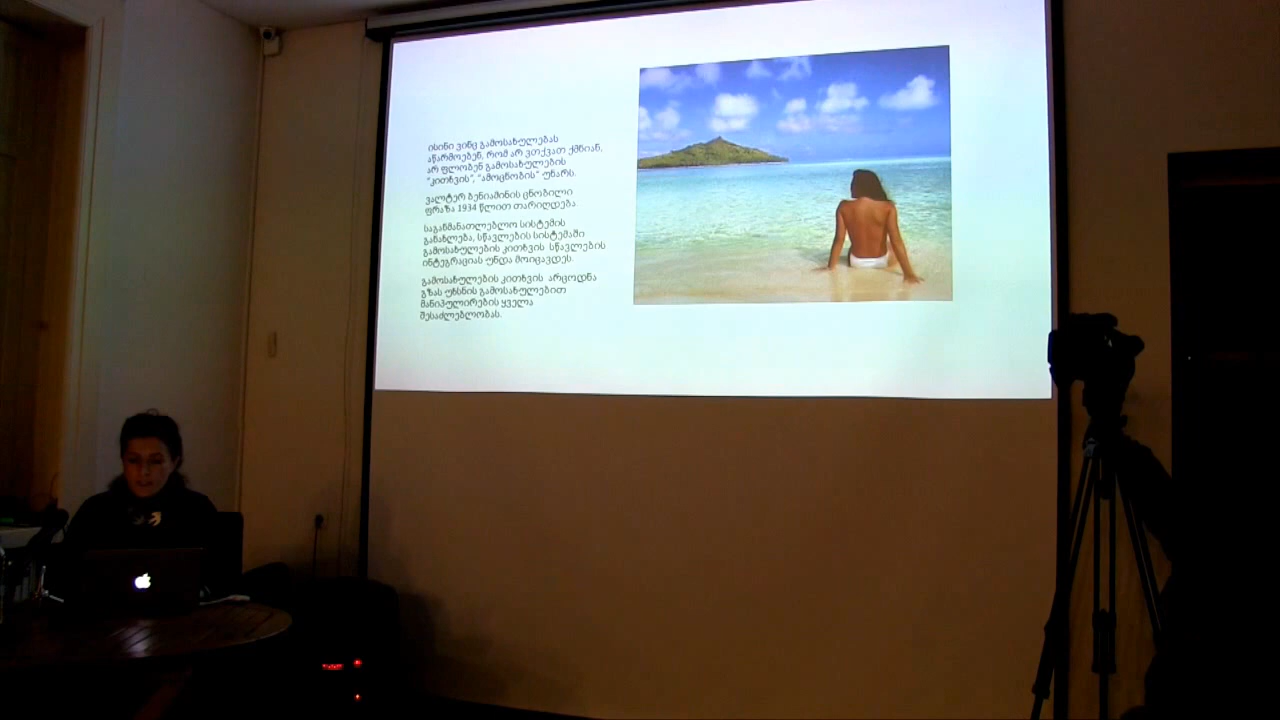 ისინი ვინც გამოსახულებას
აწარმოებენ, რომ არ ვთქვათ ქმნიან,
არ ფლობენ გამოსახულების
"კითხვის", "ამოცნობის" უნარს.
ვალტერ ბენიამინის ცნობილი
ფრაზა 1934 წლით თარიღდება
საგანმანათლებლო სისტემის
განახლება, სწავლების სისტემაში
გამოსახულების კითხვის სწავლების
ინტეგრაციას უნდა მოიცავდეს.
გამოსახულების კითხვის არცოდნა
გზას უხსნის გამოსახულებით
მანიპულირების ყველა
შესაძლებლობას.